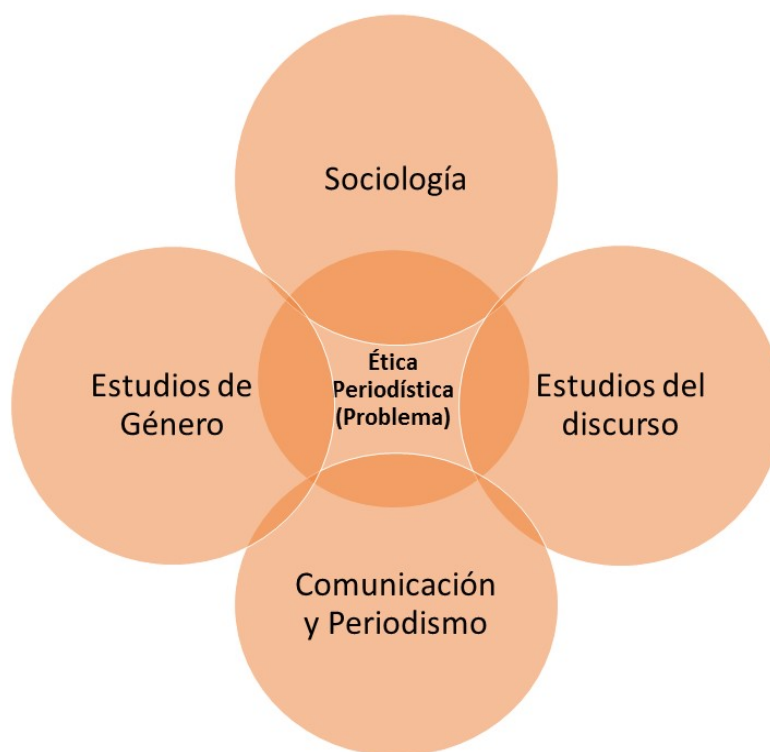 Sociología
Ética
Periodística
(Problema)
Estudios de
Género
Estudios del
discurso
Comunicación
y Periodismo